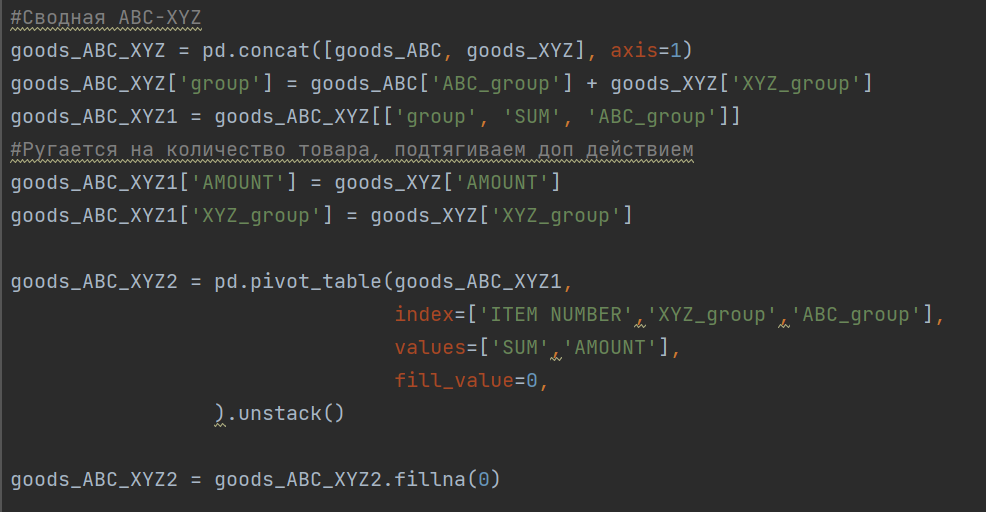 #Сводная ABC-XYZ
goods_ABC_XYZ = pd.concat([goods_ABC, goods_XYZ], axis=1)
goods_ABC_XYZ['group'] = goods_ABC['ABC_group'] + goods_XYZ['XYZ_group']
goods_ABC_XYZ1 = goods_ABC_XYZ[['group', 'SUM', 'ABC_group']]
#Ругается на количество товара, подтягиваем доп действием
goods_ABC_XYZ1['AMOUNT'] = goods_XYZ['AMOUNT']
goods_ABC_XYZ1['XYZ_group'] = goods_XYZ['XYZ_group']
goods_ABC_XYZ2 = pd.pivot_table(goods_ABC_XYZ1,
index=['ITEM NUMBER','XYZ_group','ABC_group'],
values=['SUM','AMOUNT'],
fill_value=0,
).unstack()
goods_ABC_XYZ2 = goods_ABC_XYZ2.fillna(0)